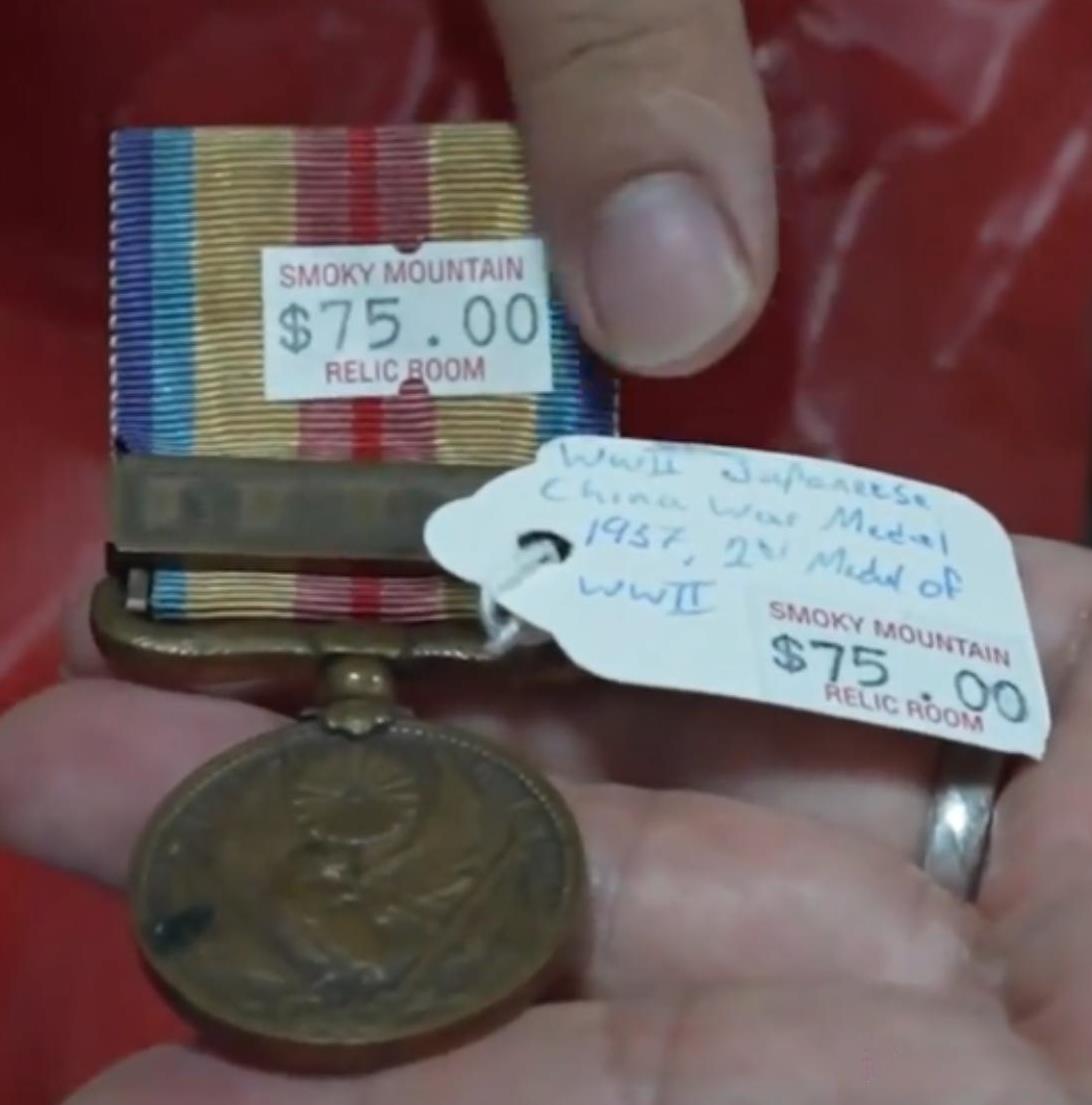 SMOKY MOUNTAIN
$75.00
RELIC ROOM
WWII Japaneese
China War Medal
1937, 2nd Medal of
WWII
SMOKY MOUNTAIN
$75.00
RELIC ROOM